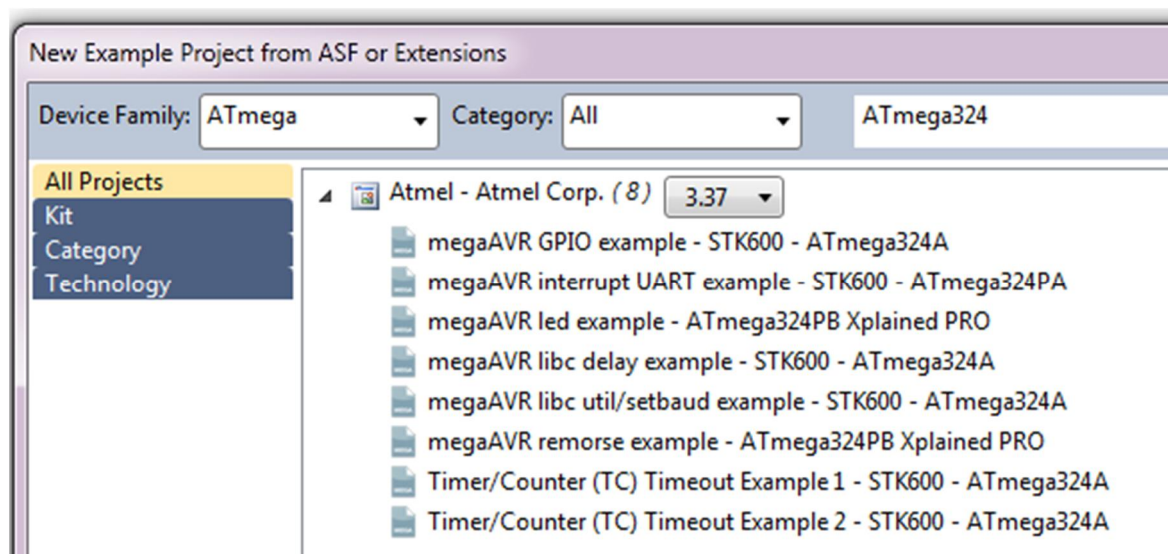 New Example Project from ASF or Extensions
Device Family: ATmega Category: All ATmega324
All Projects
Kit
Category
Technology
Atmel - Atmel Corp. (8) 3.37
megaAVR GPIO example - STK600 - ATmega324A
megaAVR interrupt UART example - STK600 - ATmega324PA
megaAVR led example - ATmega324PB Xplained PRO
megaAVR libc delay example - STK600 - ATmega324A
megaAVR libc util/setbaud example - STK600 - ATmega324A
megaAVR remorse example - ATmega324PB Xplained PRO
Timer/Counter (TC) Timeout Example 1 - STK600 - ATmega324A
Timer/Counter (TC) Timeout Example 2 - STK600 - ATmega324A